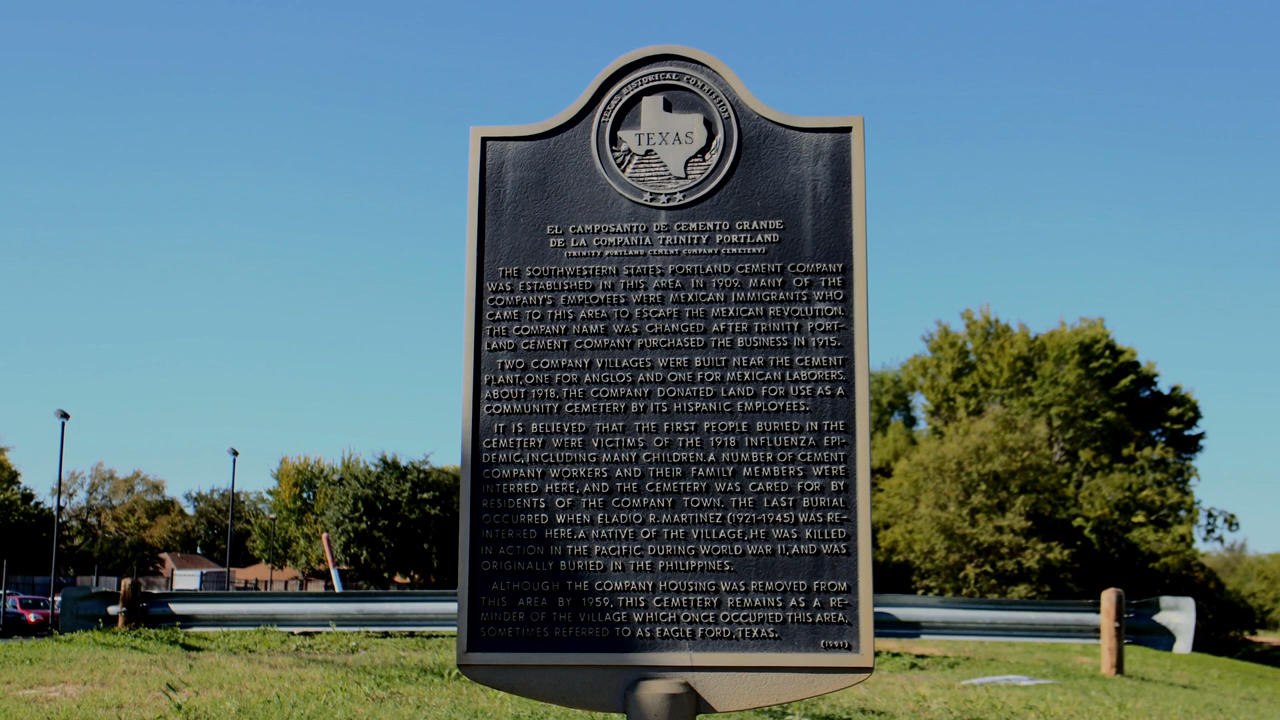 TEXAS HISTORICAL COMMISSION
TEXAS
EL CAMPOSANTO DE CEMENTO GRANDE
DE LA COMPANIA TRINITY PORTLAND
(TRINITY PORTLAND CEMENT COMPANY CEMETERY)
THE SOUTHWESTERN STATES PORTLAND CEMENT COMPANY
WAS ESTABLISHED IN THIS AREA IN 1909. MANY OF THE
COMPANY'S EMPLOYEES WERE MEXICAN IMMIGRANTS WHO
CAME TO THIS AREA TO ESCAPE THE MEXICAN REVOLUTION.
THE COMPANY NAME WAS CHANGED AFTER TRINITY PORT-
LAND CEMENT COMPANY PURCHASED THE BUSINESS IN 1915.
TWO COMPANY VILLAGES WERE BUILT NEAR THE CEMENT
PLANT, ONE FOR ANGLOS AND ONE FOR MEXICAN LABORERS.
ABOUT 1918, THE COMPANY DONATED LAND FOR USE AS A
COMMUNITY CEMETERY BY ITS HISPANIC EMPLOYEES.
IT IS BELIEVED THAT THE FIRST PEOPLE BURIED IN THE
CEMETERY WERE VICTIMS OF THE 1918 INFLUENZA EPI-
DEMIC, INCLUDING MANY CHILDREN. A NUMBER OF CEMENT
COMPANY WORKERS AND THEIR FAMILY MEMBERS WERE
INTERRED HERE, AND THE CEMETERY WAS CARED FOR BY
RESIDENTS OF THE COMPANY TOWN. THE LAST BURIAL
OCCURRED WHEN ELADIO R. MARTINEZ (1921-1945) WAS RE-
INTERRED HERE. A NATIVE OF THE VILLAGE, HE WAS KILLED
IN ACTION IN THE PACIFIC DURING WORLD WAR II, AND WAS
ORIGINALLY BURIED IN THE PHILIPPINES.
ALTHOUGH THE COMPANY HOUSING WAS REMOVED FROM
THIS AREA BY 1959, THIS CEMETERY REMAINS AS A RE-
MINDER OF THE VILLAGE WHICH ONCE OCCUPIED THIS AREA,
SOMETIMES REFERRED TO AS EAGLE FORD, TEXAS.
(1991)